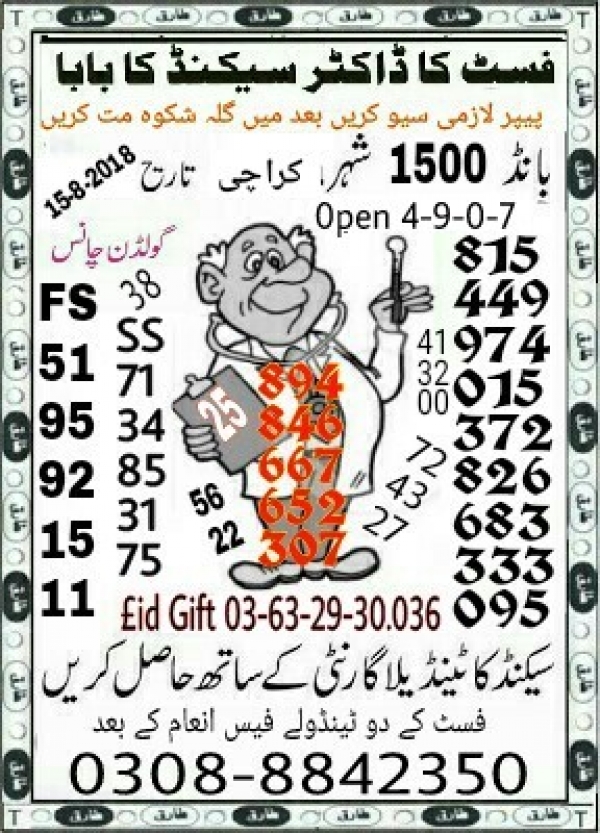 طارق طارق طارق طارق طارق طارق
فسٹ کا ڈاکٹر سیکنڈ کا بابا
پیپر لازمی سیو کریں بعد میں گلہ شکوہ مت کریں
بانڈ 1500 شہر، کراچی تاریخ 15-8-2018
Open 4-9-0-7
گولڈن چانس
FS
51
95
92
15
11
38
SS
71
34
85
31
75
25
56
22
894
846
667
652
307
41
32
00
72
43
27
815
449
974
015
372
826
683
333
095
£id Gift 03-63-29-30.036
سیکنڈ کا ٹینڈیلا گارنٹی کے ساتھ حاصل کریں
فسٹ کے دو ٹینڈولے فیس انعام کے بعد
0308-8842350
طارق طارق طارق طارق طارق طارق